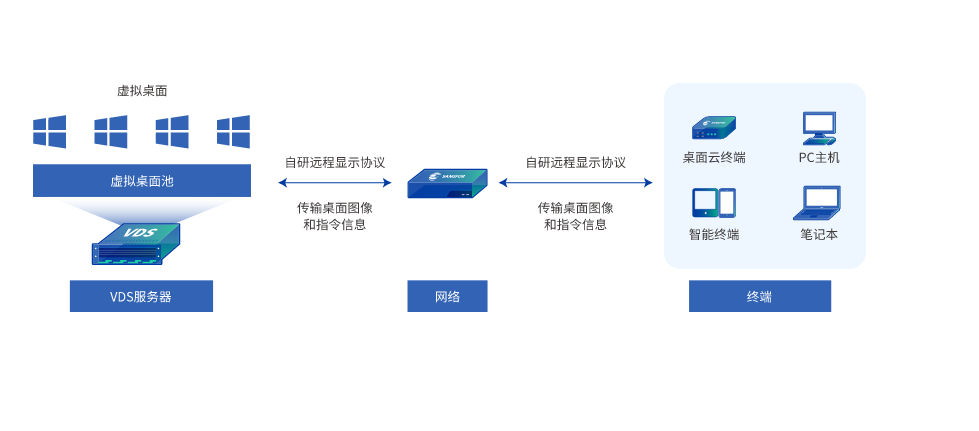 虚拟桌面
虚拟桌面池
VDS
VDS服务器
自研远程显示协议
传输桌面图像
和指令信息
SANGFOR
网络
自研远程显示协议
传输桌面图像
和指令信息
SANGFOR
桌面云终端
PC主机
智能终端
笔记本
终端